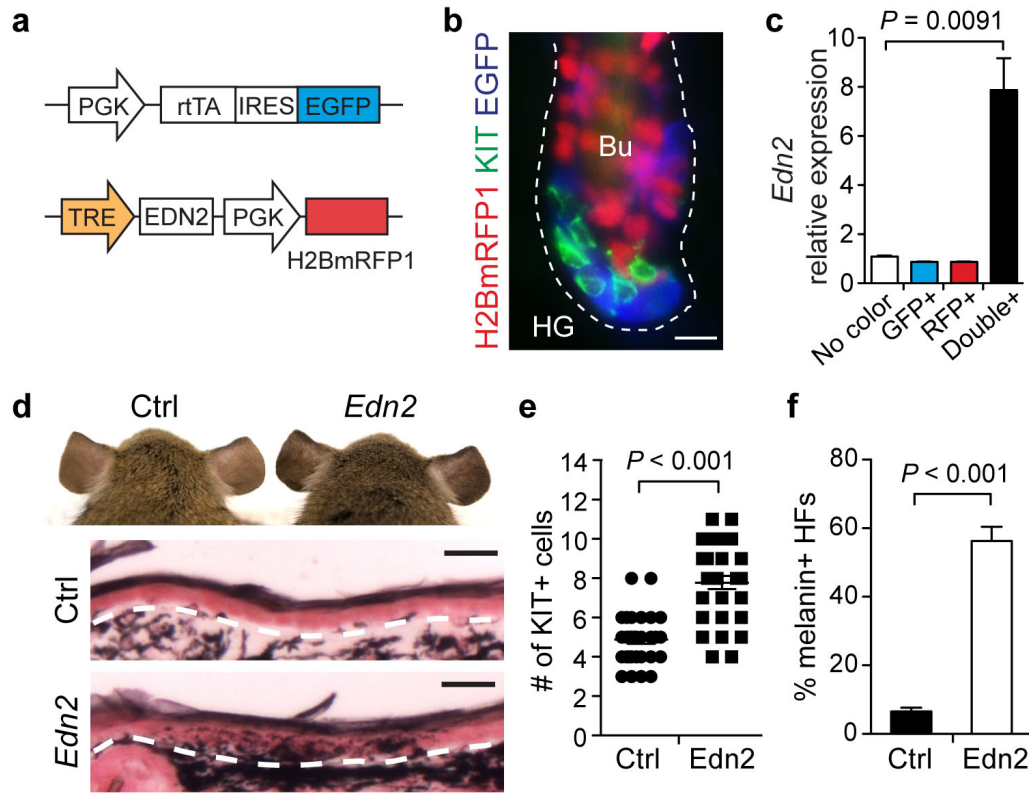 a
PGK rtTA IRES EGFP
TRE EDN2 PGK
H2BmRFP1
b
H2BmRFP1 KIT EGFP
Bu
HG
c
P = 0.0091
Edn2
relative expression
10
8
6
4
2
0
No color GFP+ RFP+ Double+
d
Ctrl Edn2
Ctrl
Edn2
e
P < 0.001
# of KIT+ cells
14
12
10
8
6
4
2
0
Ctrl Edn2
f
P < 0.001
% melanin+ HFs
80
60
40
20
0
Ctrl Edn2